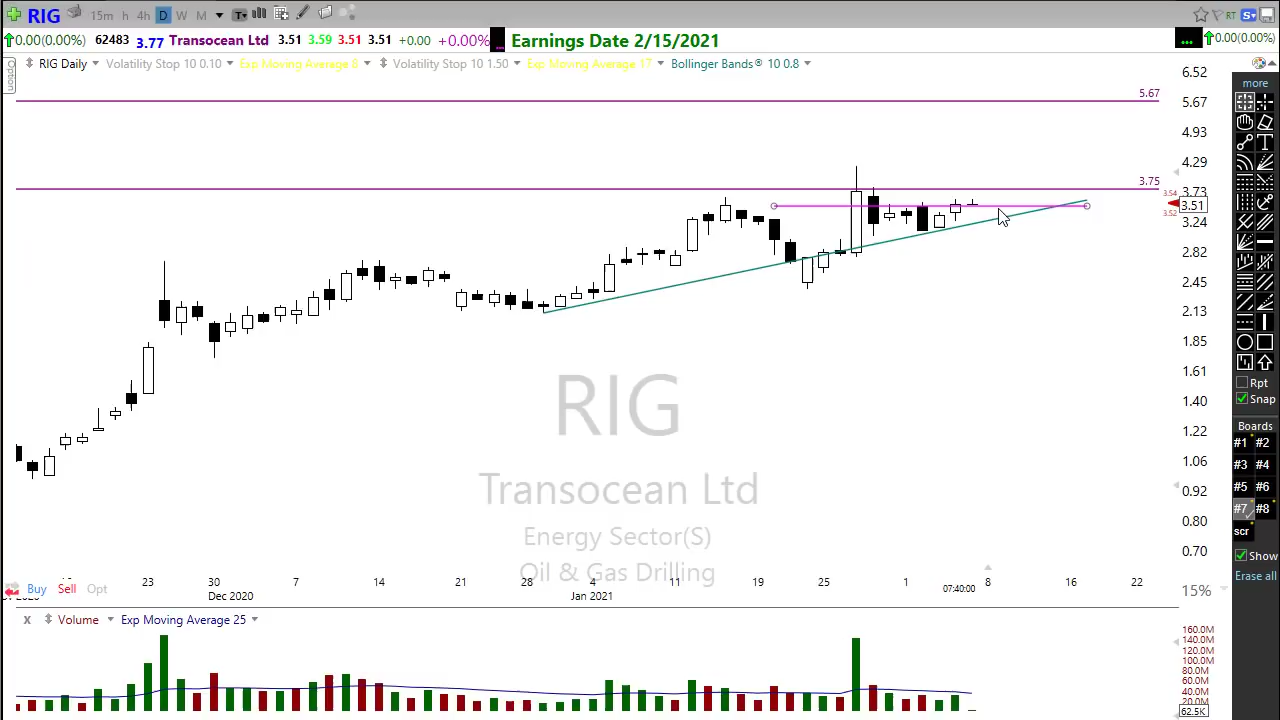 RIG 15m h 4h D W M T
0.00(0.00%) 62483 3.77 Transocean Ltd 3.51 3.59 3.51 3.51 +0.00 +0.00% Earnings Date 2/15/2021 ... 0.00(0.00%)
RT S
Option
RIG Daily Volatility Stop 10 0.10 Exp Moving Average 8 Volatility Stop 10 1.50 Exp Moving Average 17 Bollinger Bands® 10 0.8
more
6.52
5.67 5.67
4.93
4.29
3.75
3.73
3.54
3.51
3.52
3.24
2.82
2.45
2.13
1.85
1.61
1.40
1.22
1.06
0.92
0.80
0.70
RIG
Transocean Ltd
Energy Sector(S)
Oil & Gas Drilling
Rpt
Snap
Boards
#1 #2
#3 #4
#5 #6
#7 #8
scr
Show
Erase all
23 30 7 14 21 28 4 11 19 25 1 8 16 22
Buy Sell Opt
Dec 2020 Jan 2021 07:40:00
15%
X Volume Exp Moving Average 25
160.0M
140.0M
120.0M
100.0M
80.0M
60.0M
40.0M
20.0M
62.5K